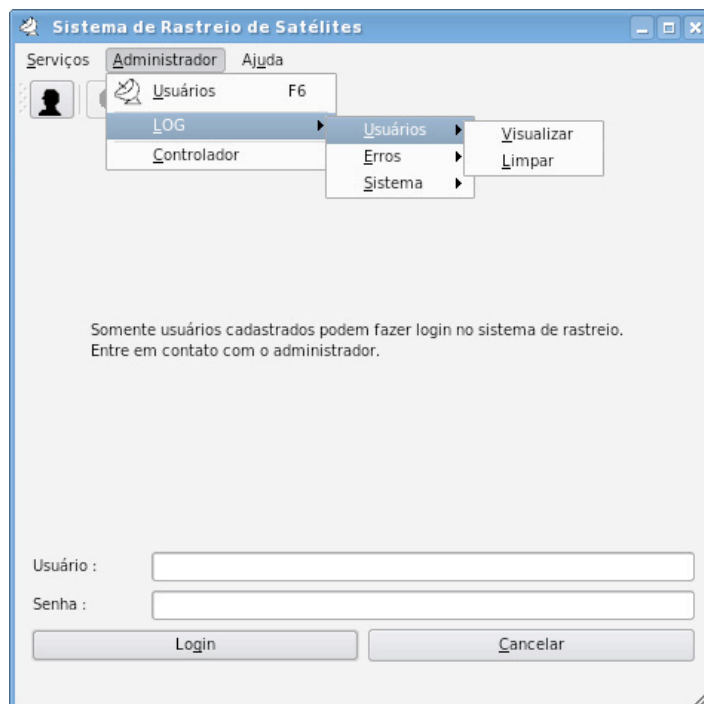 Sistema de Rastreio de Satélites
Serviços Administrador Ajuda
Usuários F6
LOG
Controlador
Usuários
Erros
Sistema
Visualizar
Limpar
Somente usuários cadastrados podem fazer login no sistema de rastreio.
Entre em contato com o administrador.
Usuário :
Senha :
Login Cancelar